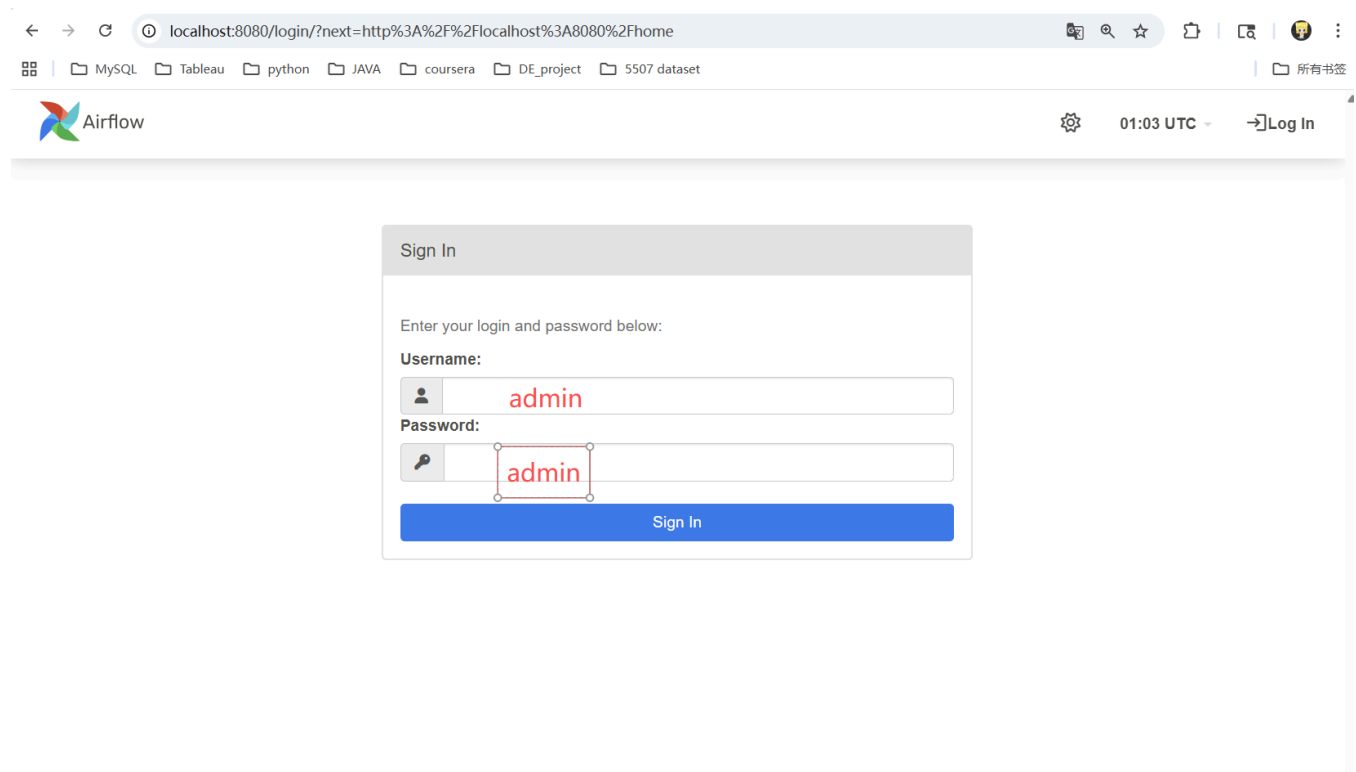 localhost:8080/login/?next=http%3A%2F%2Flocalhost%3A8080%2Fhome
MySQL Tableau python JAVA coursera DE_project 5507 dataset 所有书签
Airflow 01:03 UTC Log In
Sign In
Enter your login and password below:
Username:
admin
Password:
admin
Sign In